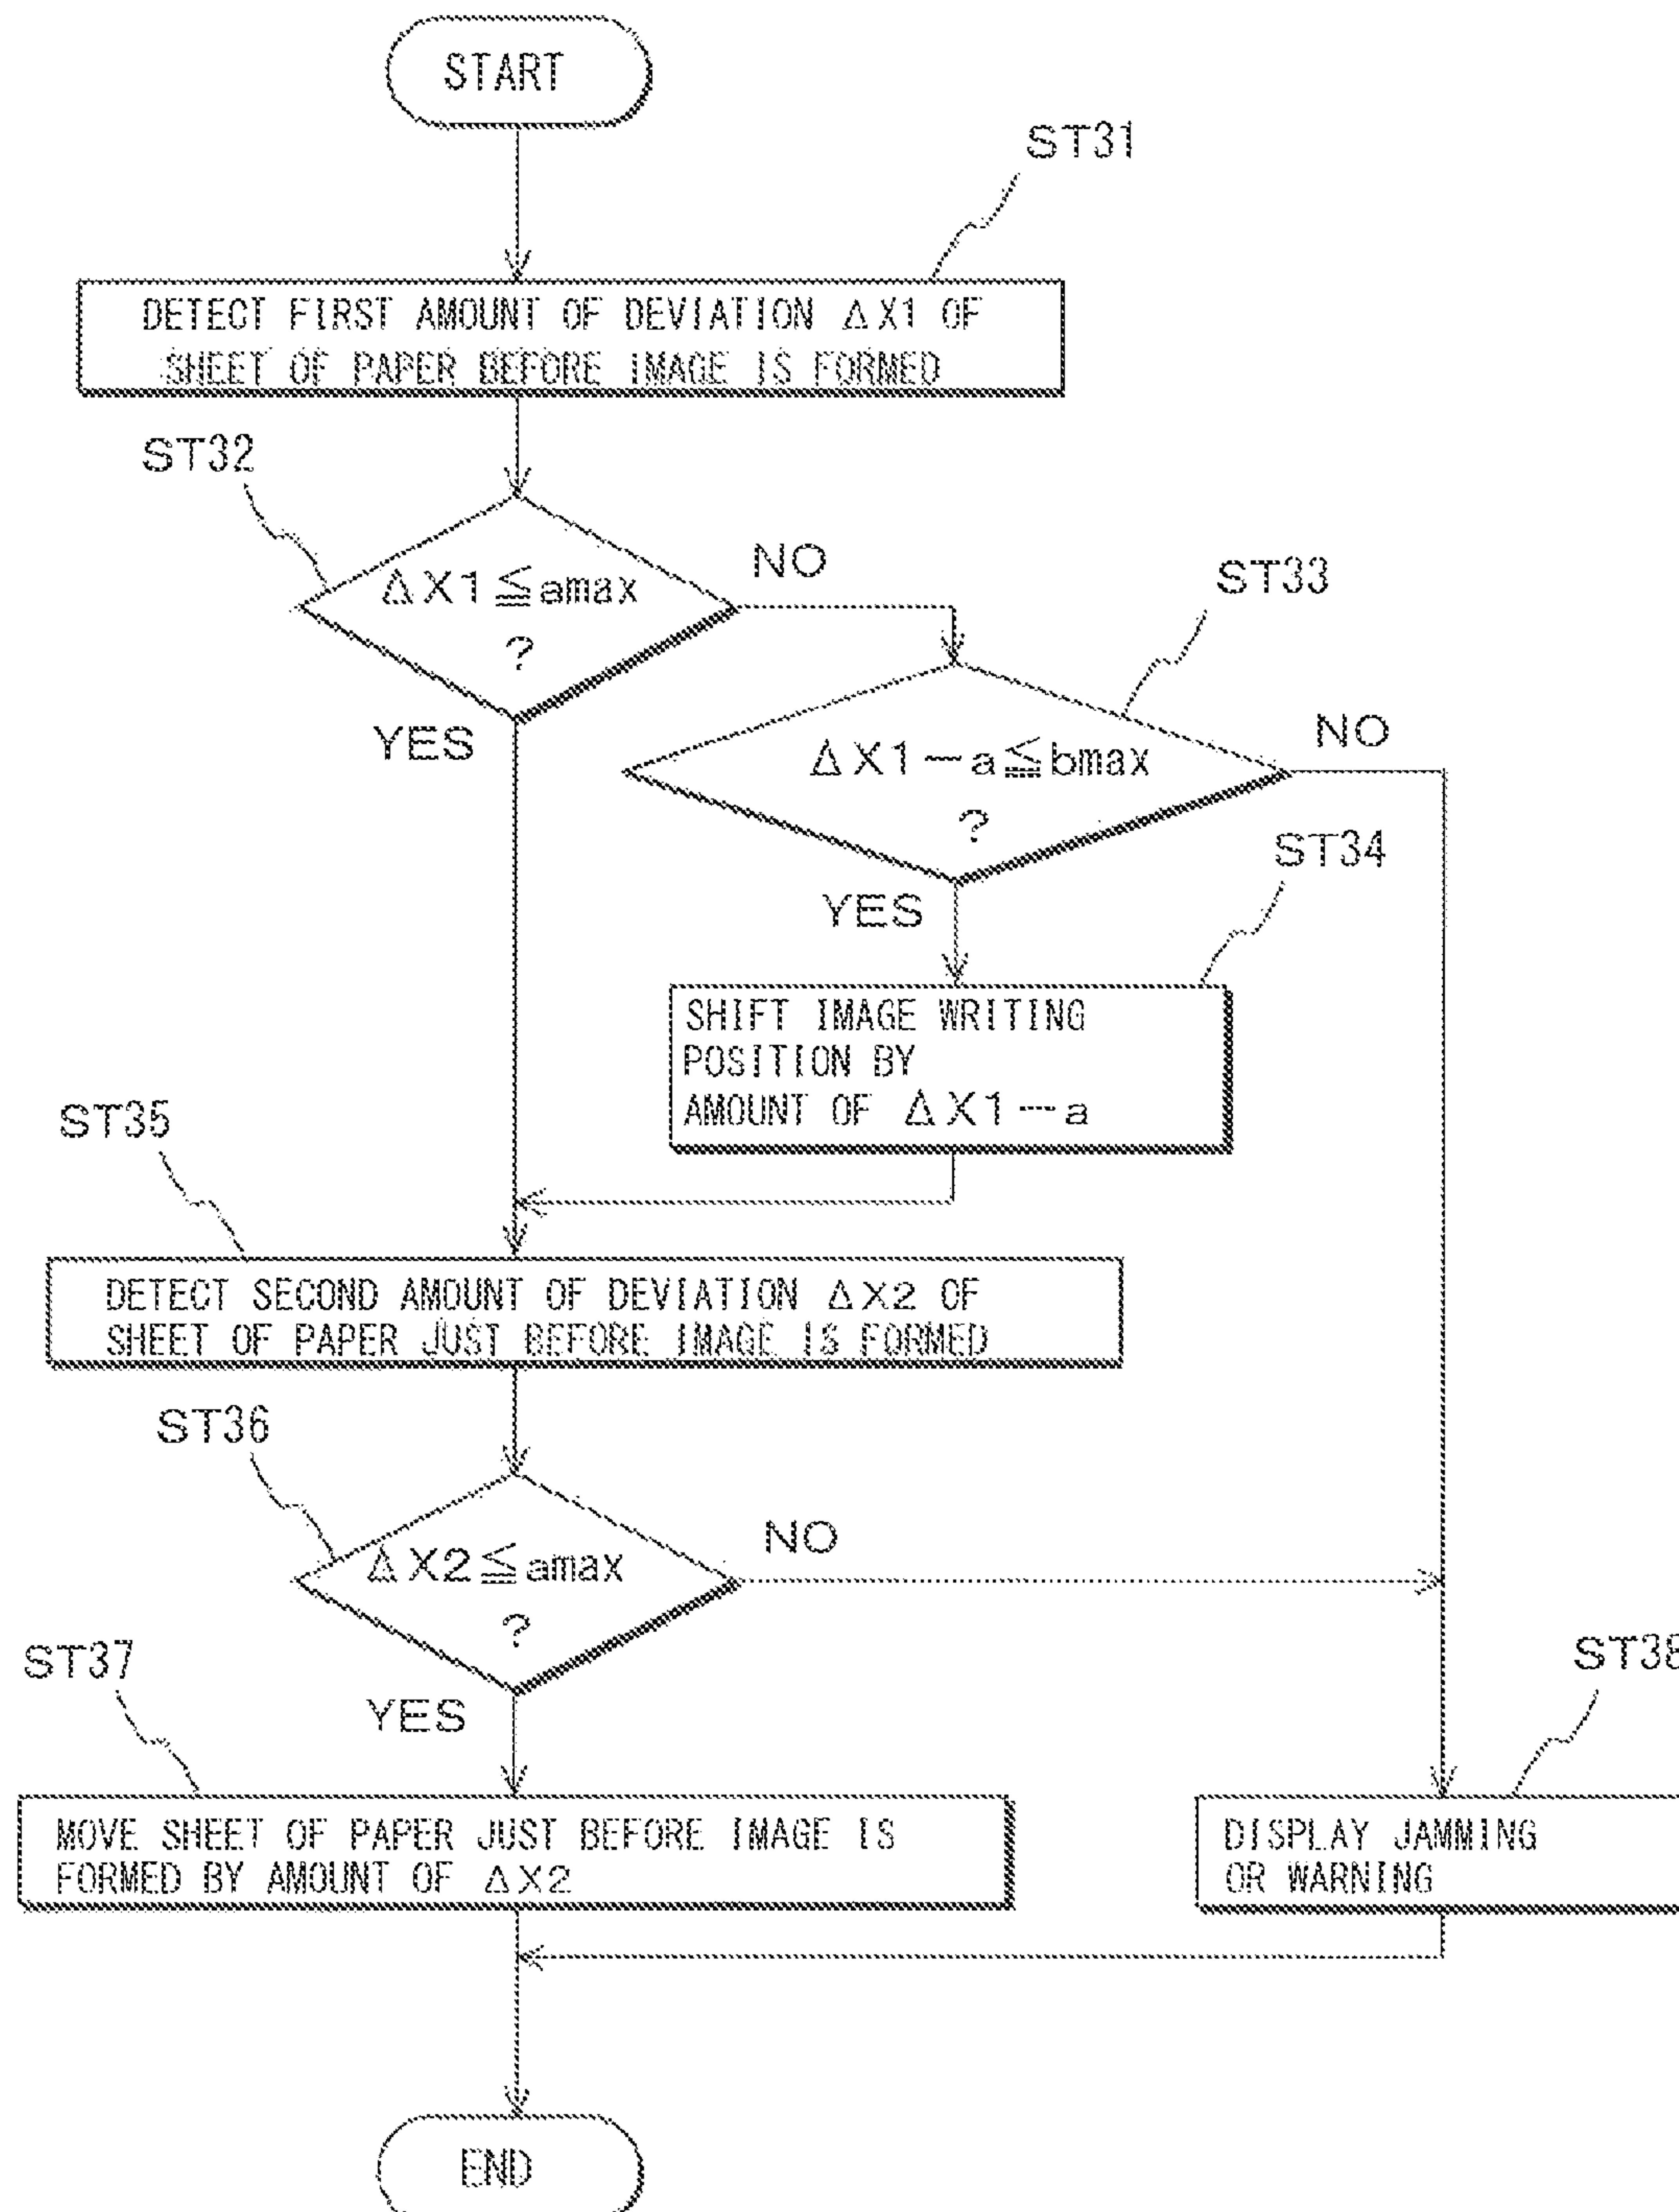 START
ST31
DETECT FIRST AMOUNT OF DEVIATION ΔX1 OF
SHEET OF PAPER BEFORE IMAGE IS FORMED
ST32
ΔX1≦amax
?
NO
YES
ST33
ΔX1-a≦bmax
?
NO
YES
ST34
SHIFT IMAGE WRITING
POSITION BY
AMOUNT OF ΔX1-a
ST35
DETECT SECOND AMOUNT OF DEVIATION ΔX2 OF
SHEET OF PAPER JUST BEFORE IMAGE IS FORMED
ST36
ΔX2≦amax
?
NO
YES
ST37
MOVE SHEET OF PAPER JUST BEFORE IMAGE IS
FORMED BY AMOUNT OF ΔX2
ST38
DISPLAY JAMMING
OR WARNING
END